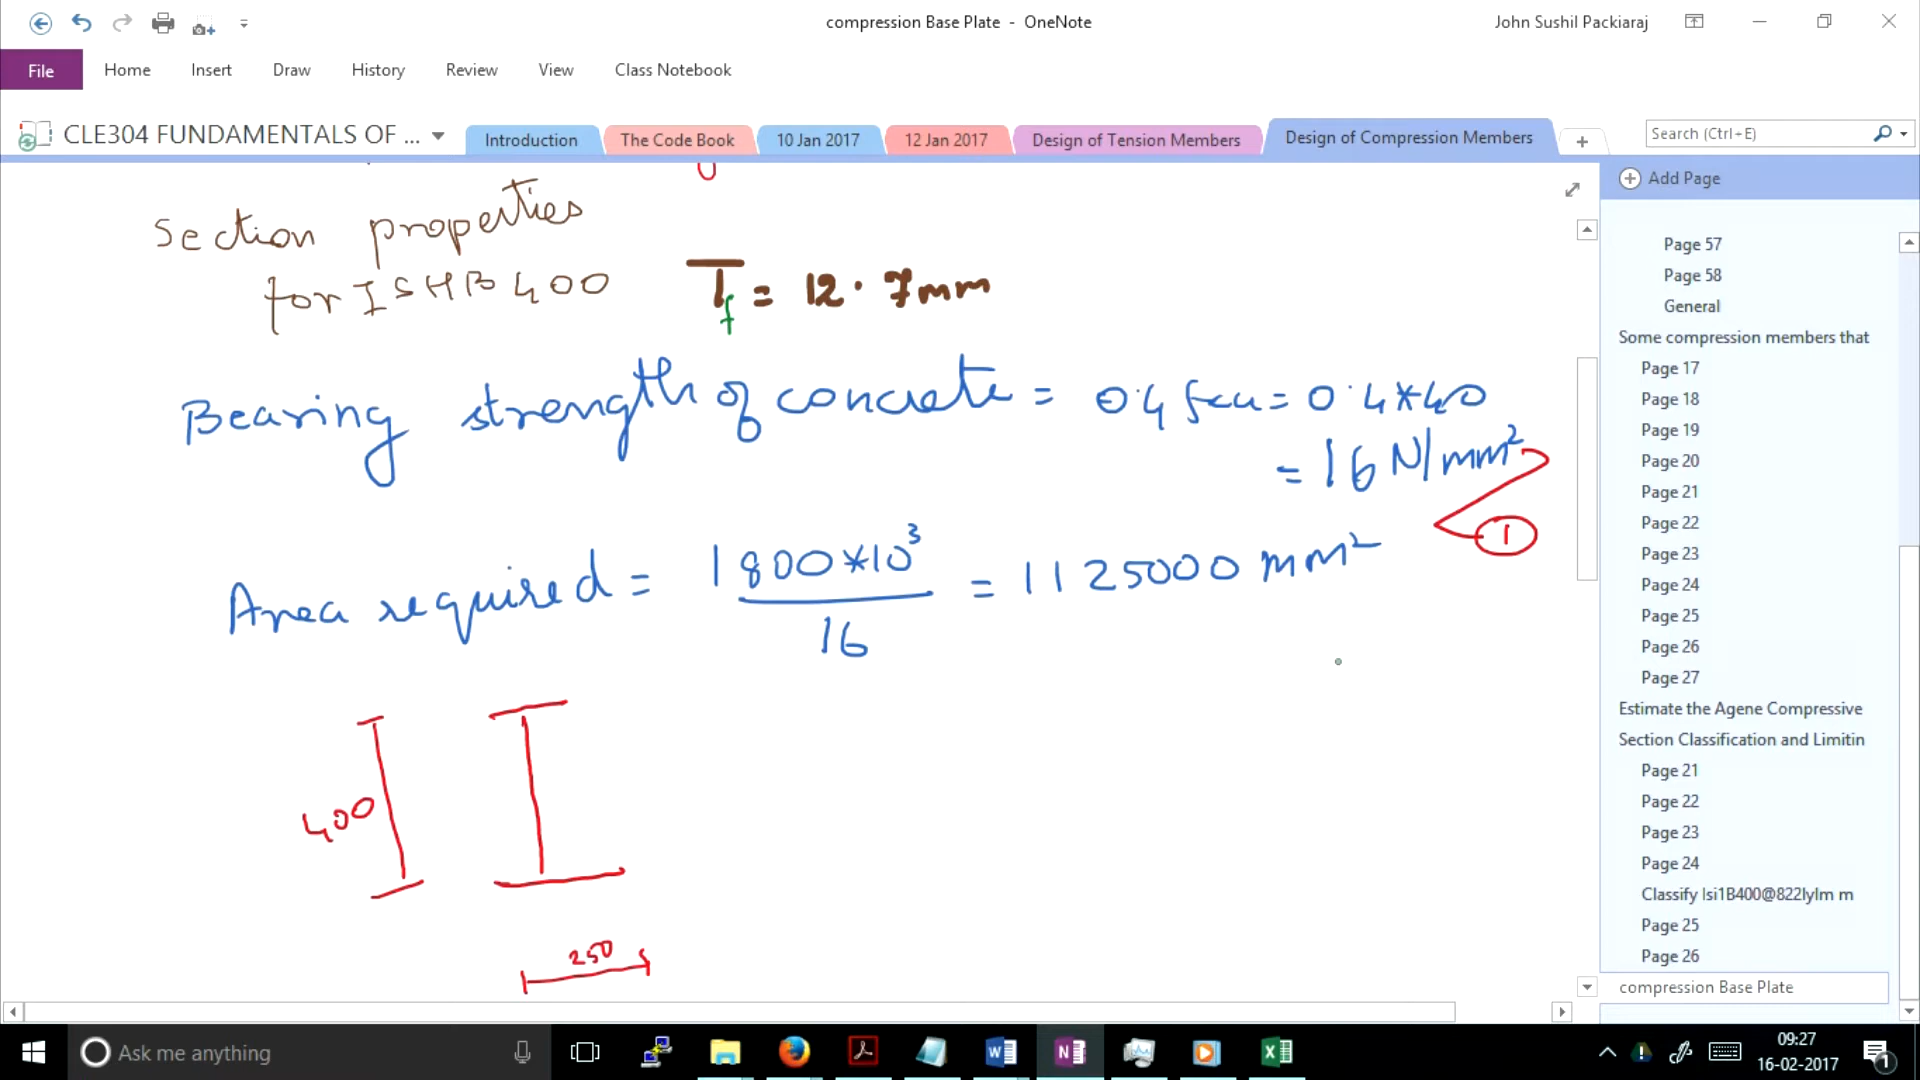 compression Base Plate - OneNote
John Sushil Packiaraj
File Home Insert Draw History Review View Class Notebook
CLE304 FUNDAMENTALS OF ...
Introduction The Code Book 10 Jan 2017 12 Jan 2017 Design of Tension Members Design of Compression Members
Search (Ctrl+E)
Add Page
Section properties
for ISHB 400 Tf = 12.7mm
Bearing strength of concrete = 0.4 fcu = 0.4*40
= 16 N/mm²
1
Area required = 1800*10³ / 16 = 1125000 mm²
400
250
Page 57
Page 58
General
Some compression members that
Page 17
Page 18
Page 19
Page 20
Page 21
Page 22
Page 23
Page 24
Page 25
Page 26
Page 27
Estimate the Agene Compressive
Section Classification and Limitin
Page 21
Page 22
Page 23
Page 24
Classify Isi1B400@822lylm m
Page 25
Page 26
compression Base Plate
Ask me anything
09:27
16-02-2017
1